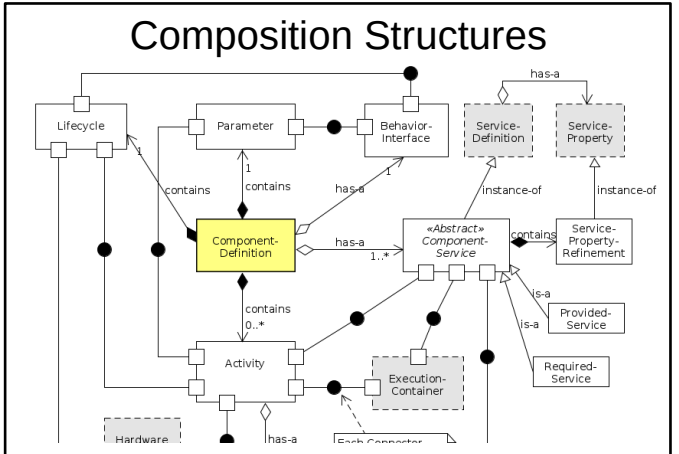 Composition Structures
has-a
Lifecycle
Parameter
Behavior-
Interface
Service-
Definition
Service-
Property
1
contains
1
contains
1
has-a
instance-of
instance-of
Component-
Definition
has-a
1..*
«Abstract»
Component-
Service
contains
Service-
Property-
Refinement
is-a
Provided-
Service
is-a
contains
0..*
Activity
Execution-
Container
Required-
Service
Hardware
has-a
Each Connector